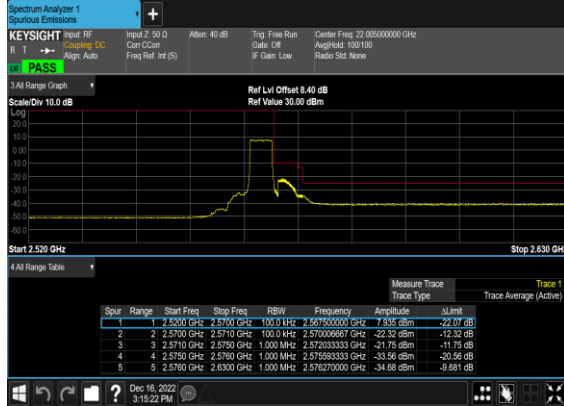 Spectrum Analyzer 1
Spurious Emissions
KEYSIGHT Input: RF Input Z: 50 Ω Atten: 40 dB Trig: Free Run Center Freq: 22.005000000 GHz
R T Coupling: DC Corr CCorr Gate: Off Avg|Hold: 100/100
Align: Auto Freq Ref: Int (S) IF Gain: Low Radio Std: None
PASS
3 All Range Graph
Ref Lvl Offset 8.40 dB
Scale/Div 10.0 dB Ref Value 30.00 dBm
Log
20.0
10.0
0.00
-10.0
-20.0
-30.0
-40.0
-50.0
-60.0
Start 2.520 GHz Stop 2.630 GH
4 All Range Table
Measure Trace Trace 1
Trace Type Trace Average (Active)
Spur Range Start Freq Stop Freq RBW Frequency Amplitude ΔLimit
1 1 2.5200 GHz 2.5700 GHz 100.0 kHz 2.567500000 GHz 7.935 dBm -22.07 dB
2 2 2.5700 GHz 2.5710 GHz 100.0 kHz 2.570006667 GHz -22.32 dBm -12.32 dB
3 3 2.5710 GHz 2.5750 GHz 1.000 MHz 2.572033333 GHz -21.75 dBm -11.75 dB
4 4 2.5750 GHz 2.5760 GHz 1.000 MHz 2.575593333 GHz -33.56 dBm -20.56 dB
5 5 2.5760 GHz 2.6300 GHz 1.000 MHz 2.576270000 GHz -34.68 dBm -9.681 dB
Dec 16, 2022
3:15:22 PM